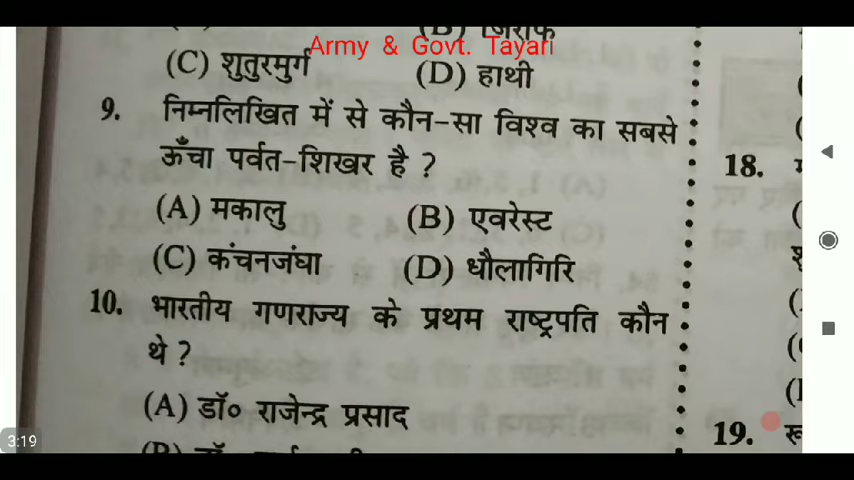 Army & Govt. Tayari
(C) शुतुरमुर्ग (D) हाथी
9. निम्नलिखित में से कौन-सा विश्व का सबसे
ऊँचा पर्वत-शिखर है ?
(A) मकालु (B) एवरेस्ट
(C) कंचनजंघा (D) धौलागिरि
10. भारतीय गणराज्य के प्रथम राष्ट्रपति कौन
थे ?
(A) डॉ० राजेन्द्र प्रसाद
18.
19.
3:19